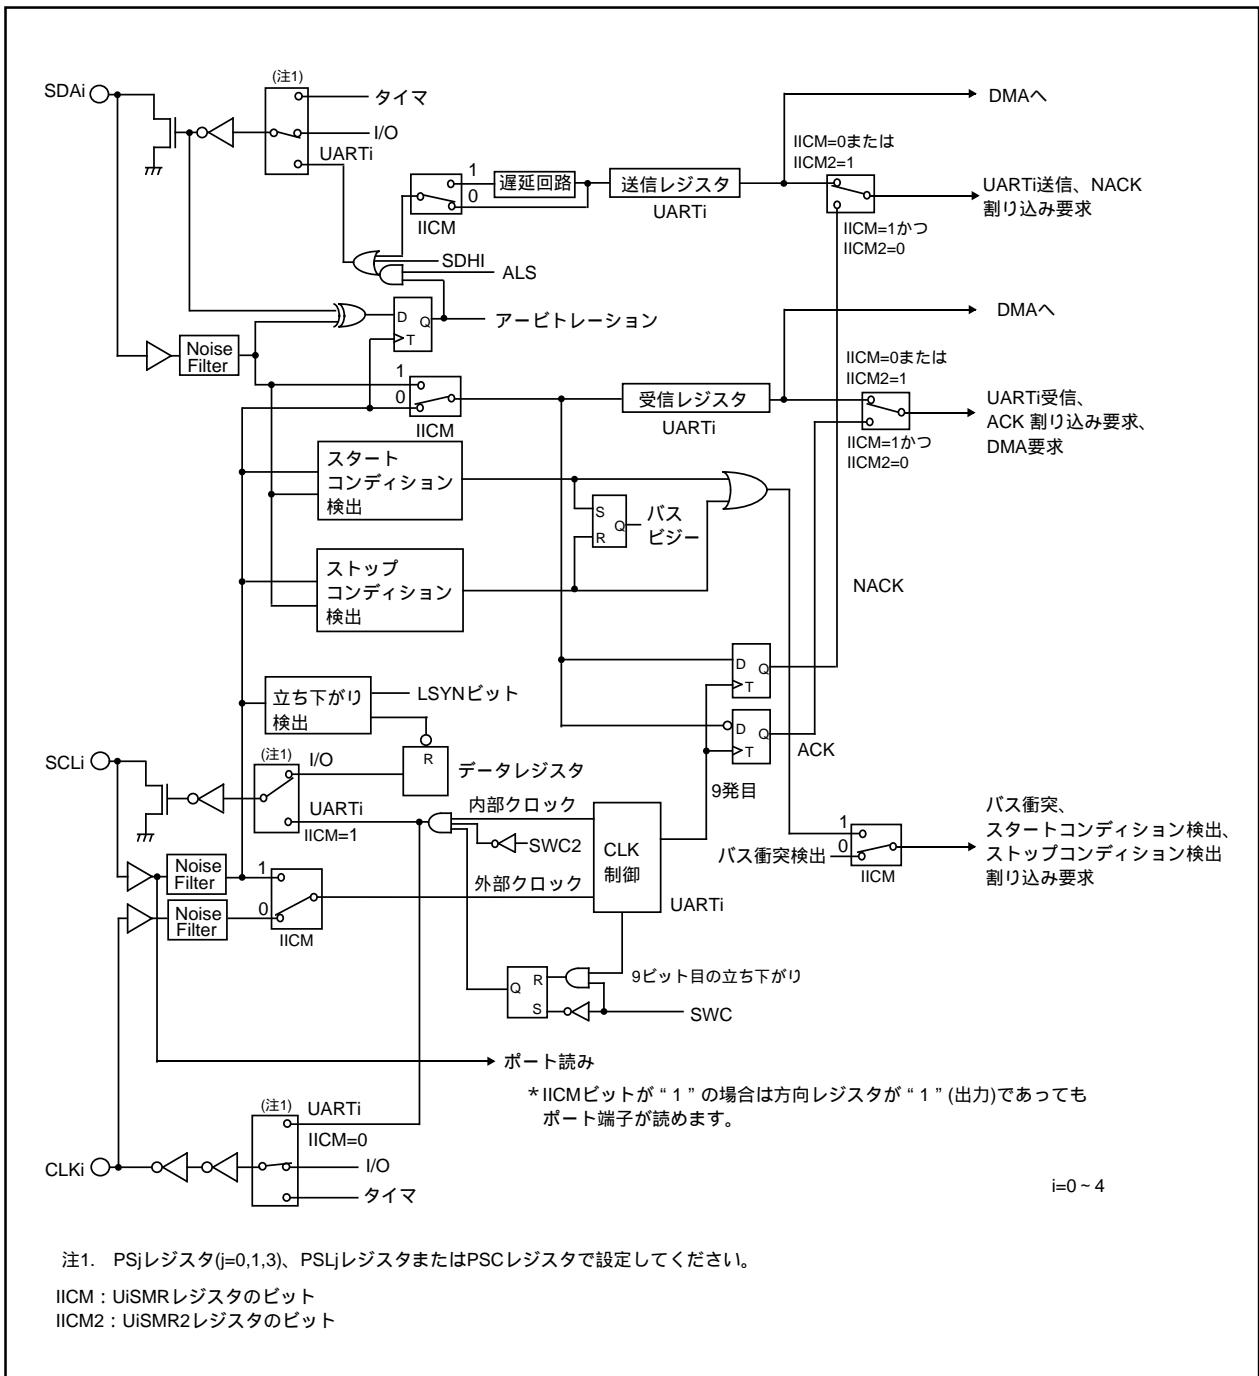 (注1)
SDAi
タイマ
I/O
UARTi
DMAへ
IICM=0または
IICM2=1
1
0
IICM
遅延回路
送信レジスタ
UARTi
UARTi送信、NACK
割り込み要求
IICM=1かつ
IICM2=0
SDHI
ALS
D
Q
T
アービトレーション
Noise
Filter
DMAへ
IICM=0または
IICM2=1
1
0
IICM
受信レジスタ
UARTi
UARTi受信、
ACK 割り込み要求、
DMA要求
IICM=1かつ
IICM2=0
スタート
コンディション
検出
S
R
Q
バス
ビジー
ストップ
コンディション
検出
NACK
D
Q
T
立ち下がり
検出
LSYNビット
D
Q
T
ACK
SCLi
(注1)
I/O
R
データレジスタ
9発目
UARTi
IICM=1
内部クロック
SWC2
CLK
制御
UARTi
バス衝突、
スタートコンディション検出、
ストップコンディション検出
割り込み要求
1
0
バス衝突検出
IICM
Noise
Filter
1
外部クロック
Noise
Filter
0
IICM
Q
R
S
9ビット目の立ち下がり
SWC
ポート読み
*IICMビットが“1”の場合は方向レジスタが“1”(出力)であっても
ポート端子が読めます。
(注1)
UARTi
IICM=0
CLKi
I/O
タイマ
i=0~4
注1. PSjレジスタ(j=0,1,3)、PSLjレジスタまたはPSCレジスタで設定してください。
IICM:UiSMRレジスタのビット
IICM2:UiSMR2レジスタのビット